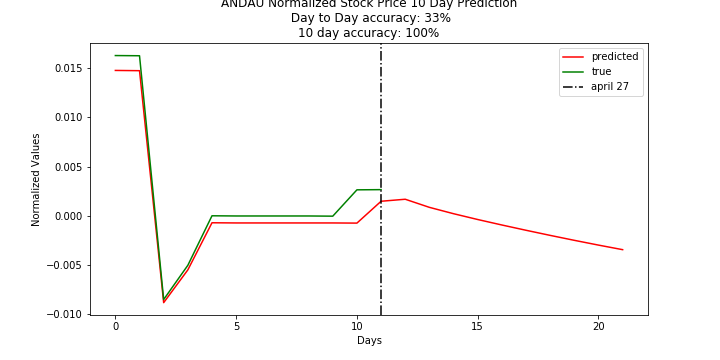 ANDAU Normalized Stock Price 10 Day Prediction
Day to Day accuracy: 33%
10 day accuracy: 100%
predicted
true
april 27
Normalized Values
0.015
0.010
0.005
0.000
−0.005
−0.010
0 5 10 15 20
Days